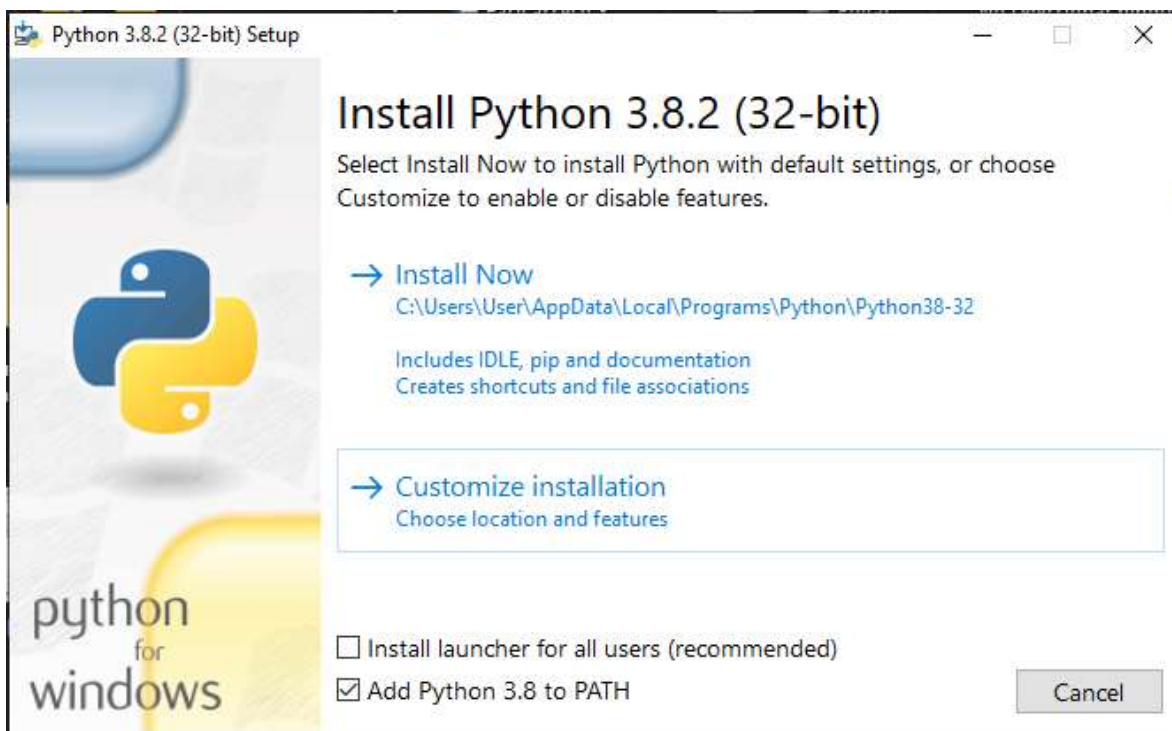 Python 3.8.2 (32-bit) Setup
Install Python 3.8.2 (32-bit)
Select Install Now to install Python with default settings, or choose
Customize to enable or disable features.
Install Now
C:\Users\User\AppData\Local\Programs\Python\Python38-32
Includes IDLE, pip and documentation
Creates shortcuts and file associations
Customize installation
Choose location and features
python
for
windows
Install launcher for all users (recommended)
Add Python 3.8 to PATH
Cancel